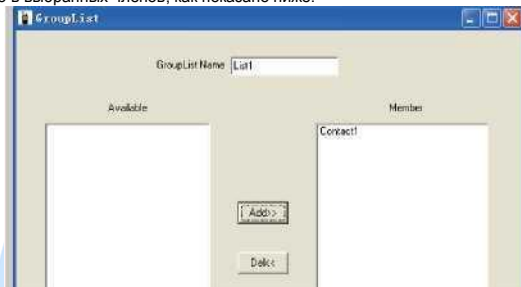 в выбранных членов, как показано ниже.
GroupList
GroupList Name List1
Available Member
Contact1
Add>>
Del<<